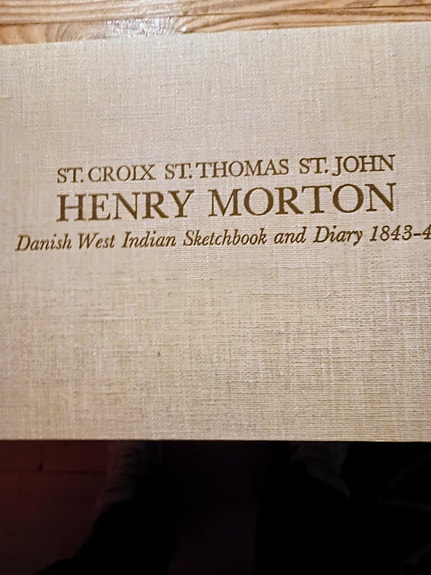 ST. CROIX ST. THOMAS ST. JOHN
HENRY MORTON
Danish West Indian Sketchbook and Diary 1843-4